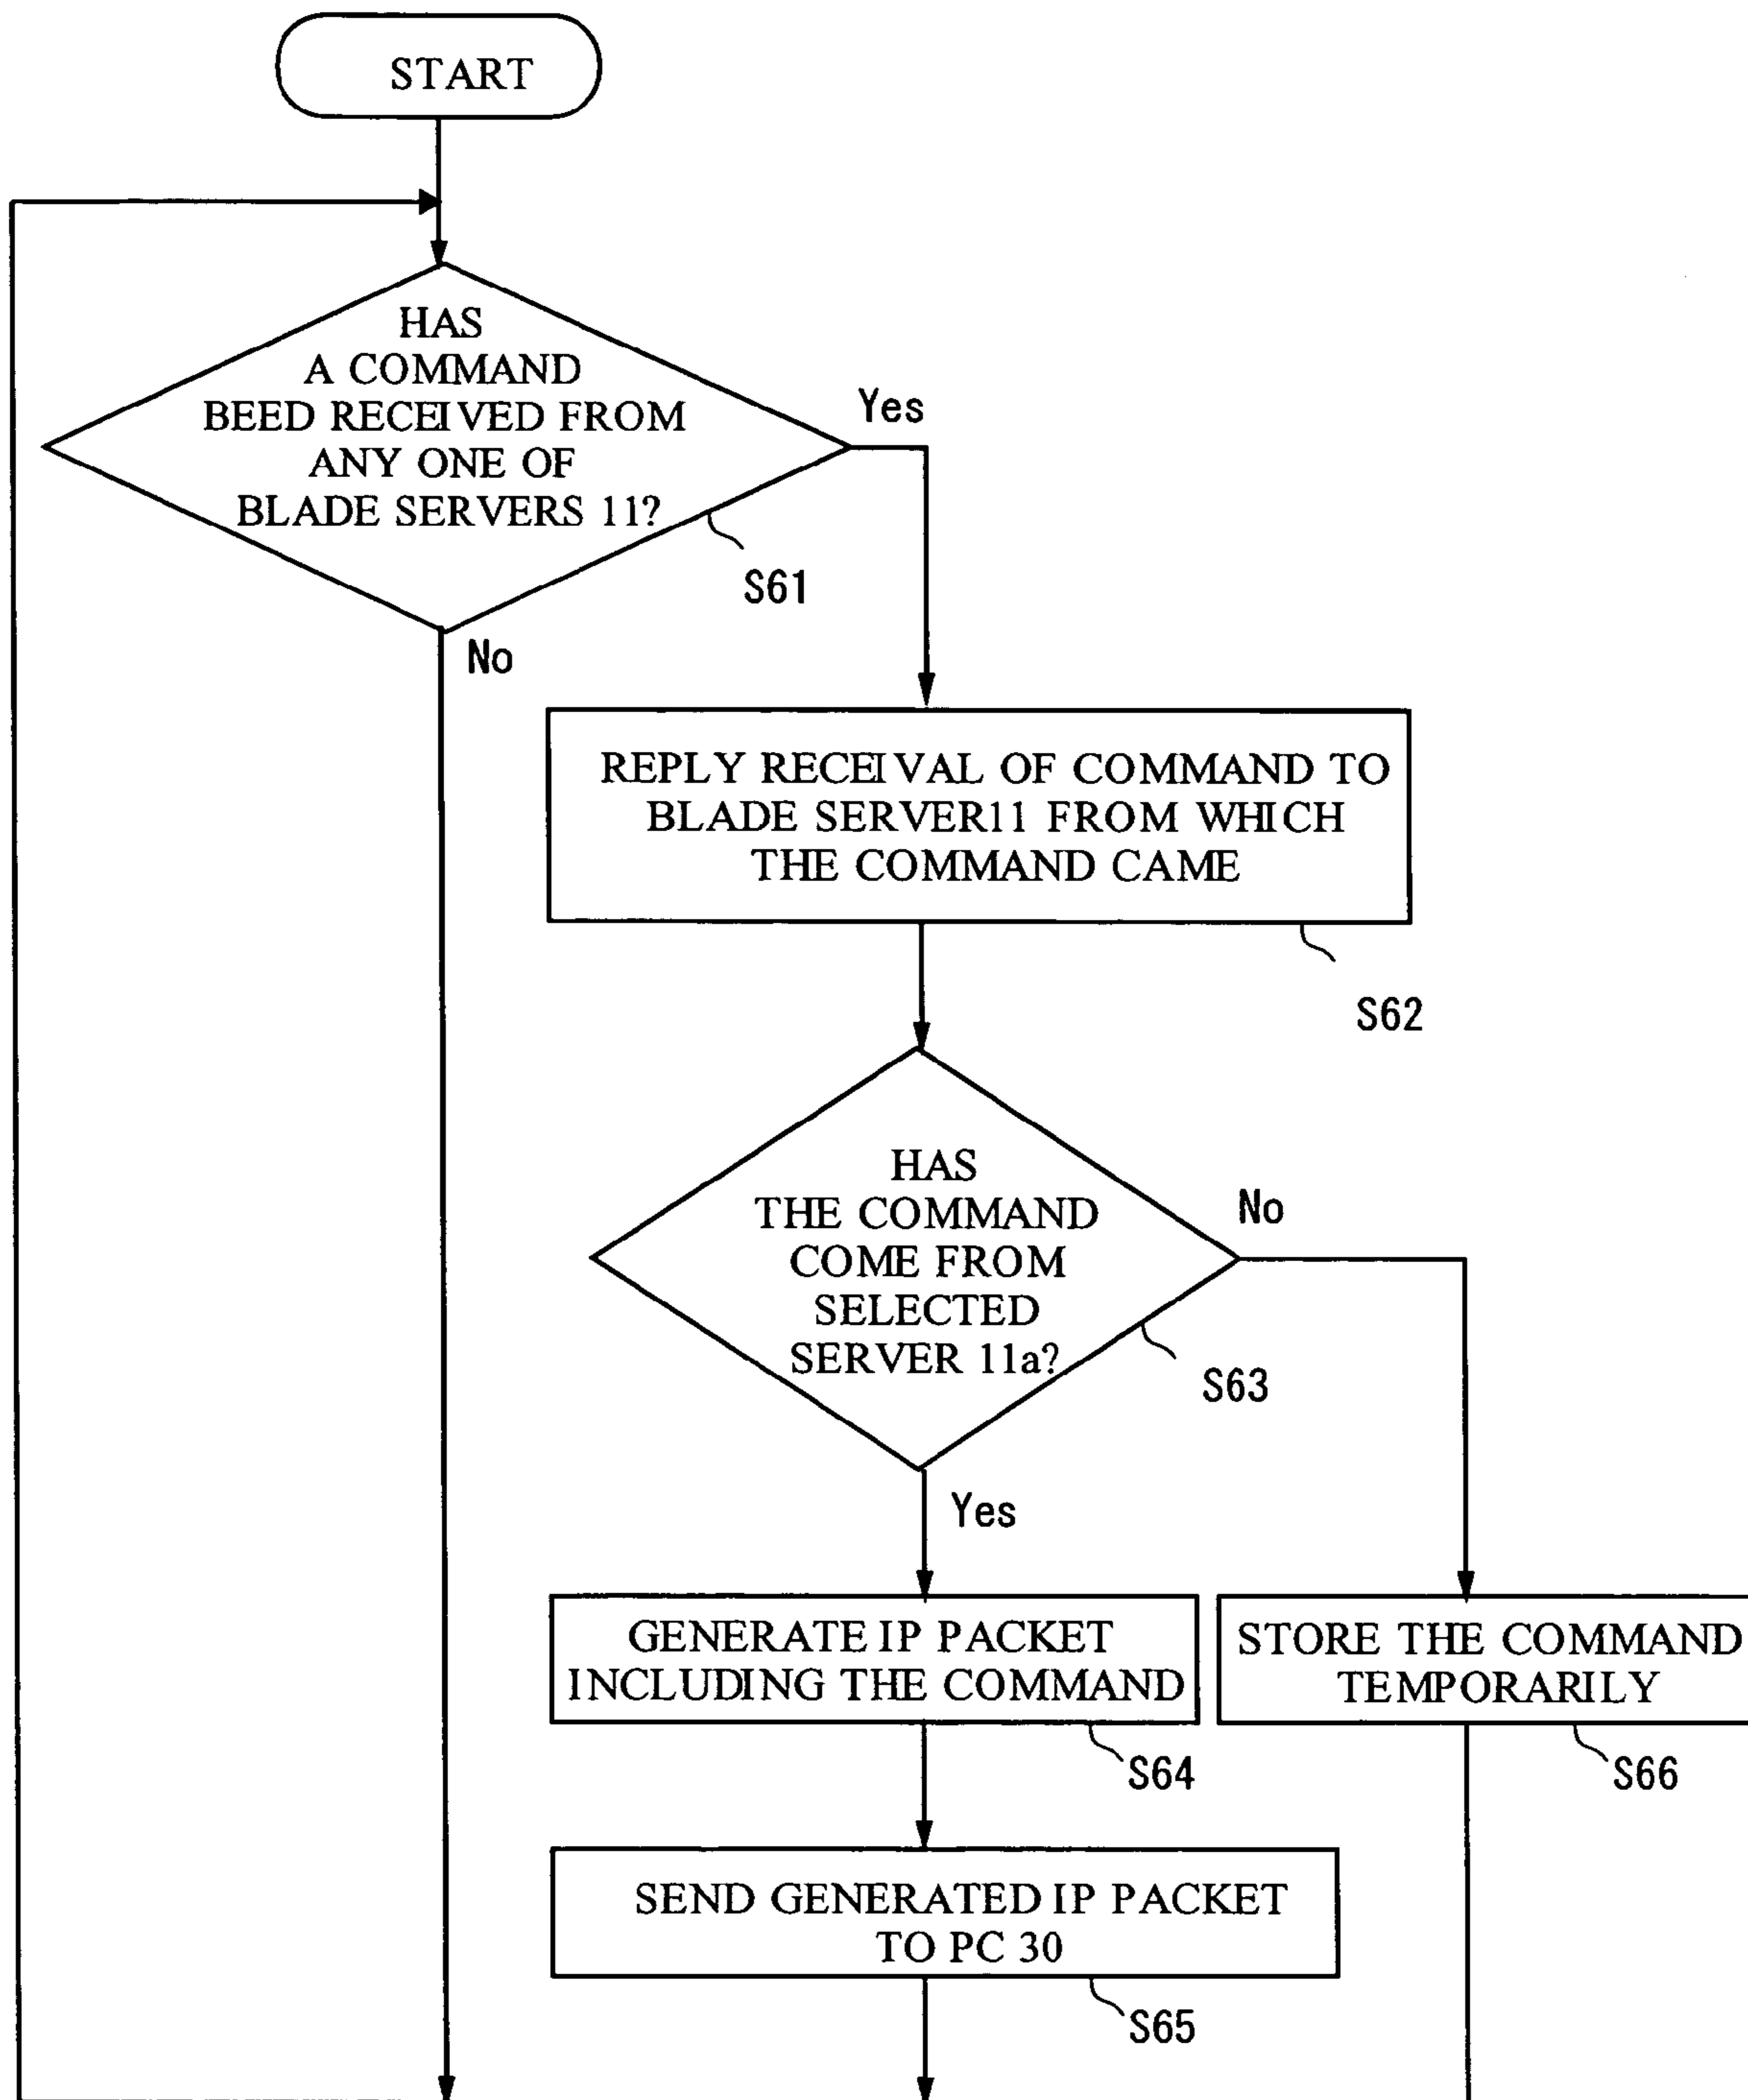 START
HAS
A COMMAND
BEED RECEIVED FROM
ANY ONE OF
BLADE SERVERS 11?
Yes
S61
No
REPLY RECEIVAL OF COMMAND TO
BLADE SERVER11 FROM WHICH
THE COMMAND CAME
S62
HAS
THE COMMAND
COME FROM
SELECTED
SERVER 11a?
No
S63
Yes
GENERATE IP PACKET
INCLUDING THE COMMAND
S64
STORE THE COMMAND
TEMPORARILY
S66
SEND GENERATED IP PACKET
TO PC 30
S65